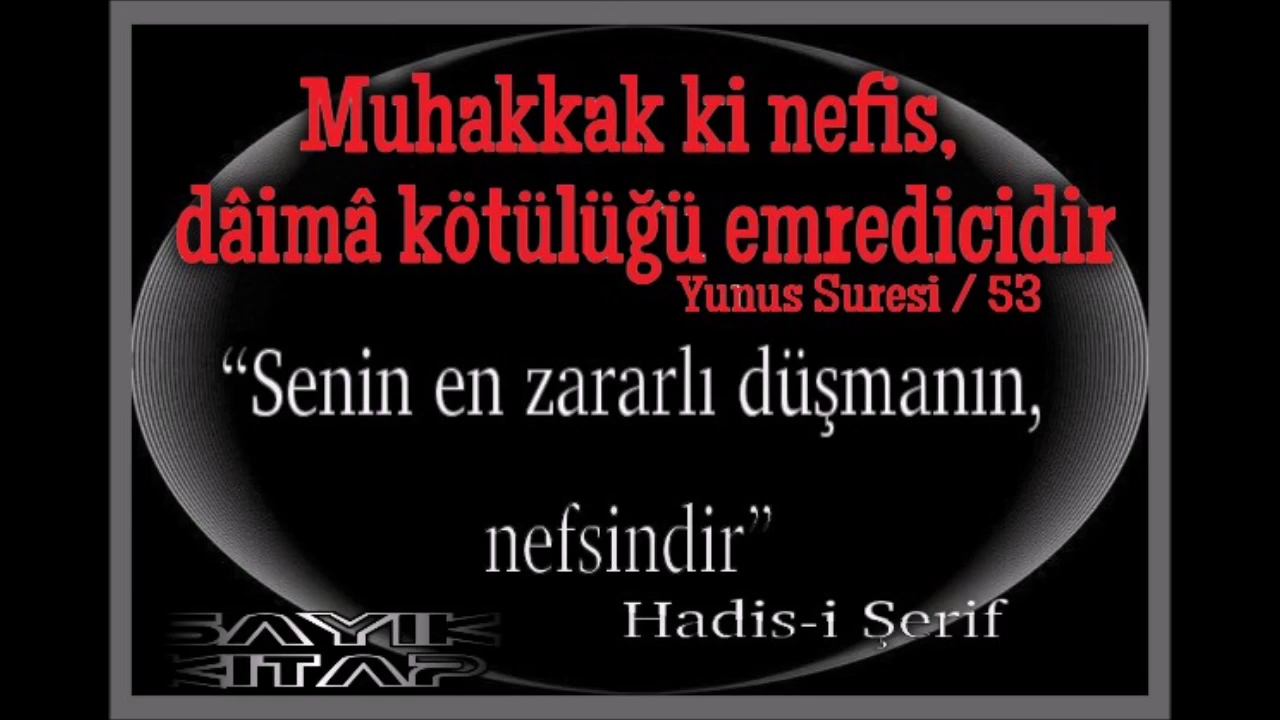 Muhakkak ki nefis,
dâimâ kötülüğü emredicidir
Yunus Suresi / 53
“Senin en zararlı düşmanın,
nefsindir”
Hadis-i Şerif
SAYIK
KITAP